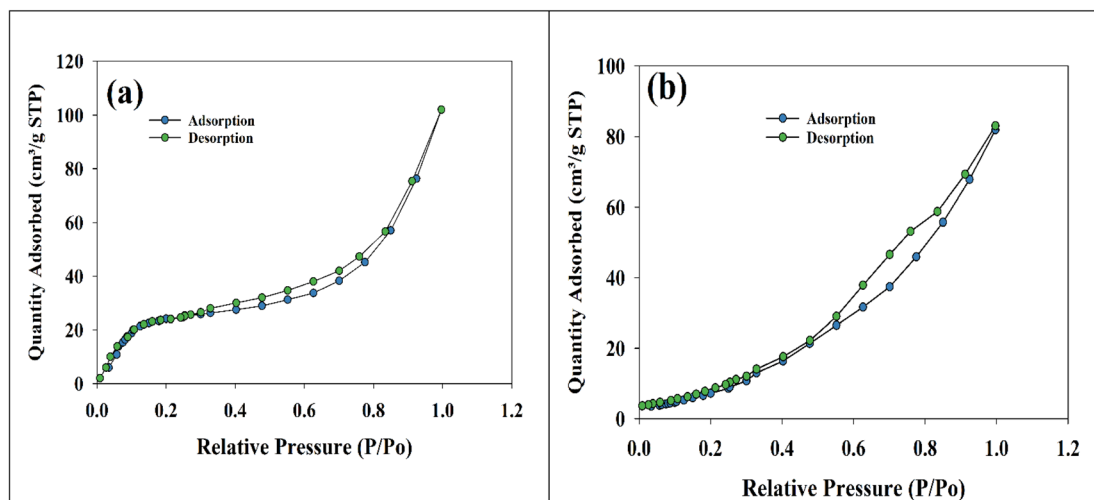 (a)
Adsorption
Desorption
Quantity Adsorbed (cm³/g STP)
120
100
80
60
40
20
0
0.0 0.2 0.4 0.6 0.8 1.0 1.2
Relative Pressure (P/Po)
(b)
Adsorption
Desorption
Quantity Adsorbed (cm³/g STP)
100
80
60
40
20
0
0.0 0.2 0.4 0.6 0.8 1.0 1.2
Relative Pressure (P/Po)